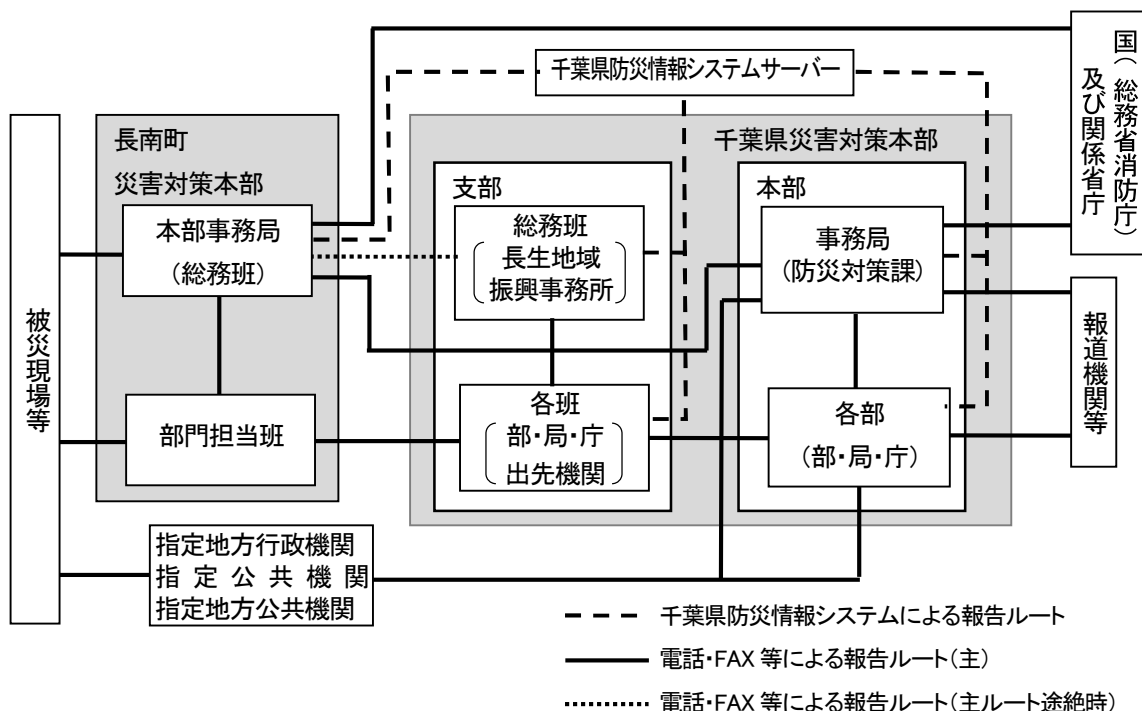 千葉県防災情報システムサーバー
国(総務省消防庁)
及び関係省庁
被災現場等
長南町
災害対策本部
本部事務局
(総務班)
部門担当班
千葉県災害対策本部
支部
総務班
長生地域
振興事務所
各班
部・局・庁
出先機関
本部
事務局
(防災対策課)
各部
(部・局・庁)
報道機関等
指定地方行政機関
指定公共機関
指定地方公共機関
千葉県防災情報システムによる報告ルート
電話・FAX 等による報告ルート(主)
電話・FAX 等による報告ルート(主ルート途絶時)